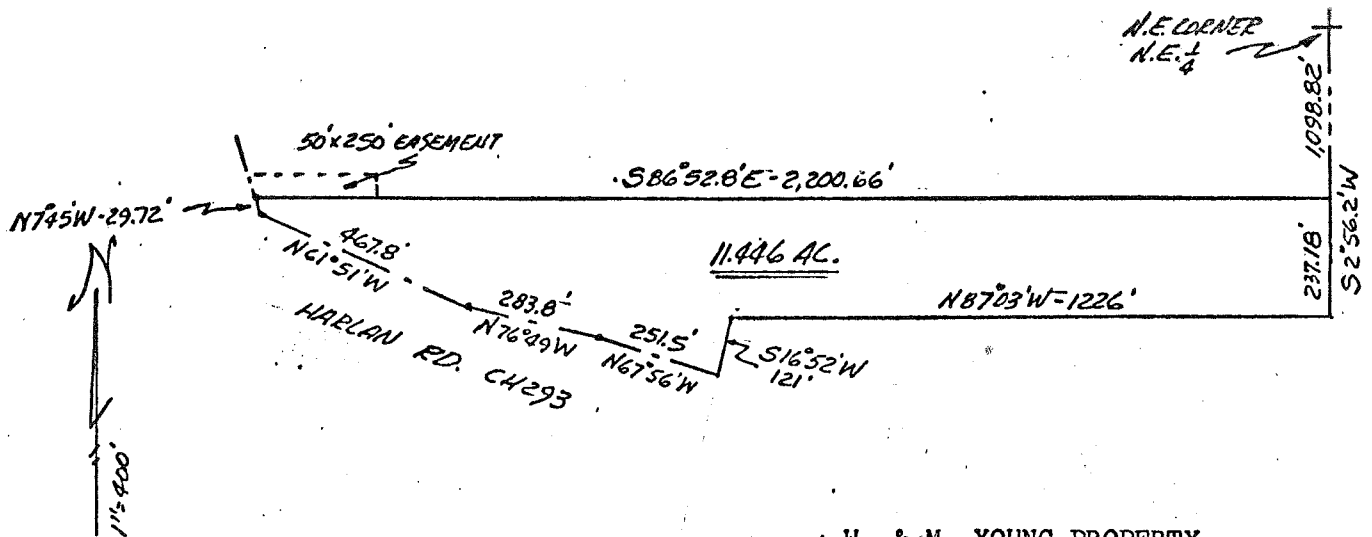 N.E. CORNER
N.E. 1/4
1,098.82'
50'x250' EASEMENT
S86°52.8'E-2,200.66'
N7°45'W-29.72'
S2°56.2'W
237.18'
467.8'
N61°51'W
11.446 AC.
N87°03'W-1226'
283.8'
N76°49'W
251.5'
N67°56'W
S16°52'W
121'
HARLAN RD. CH293
N
1"=400'
W. & M. YOUNG PROPERTY